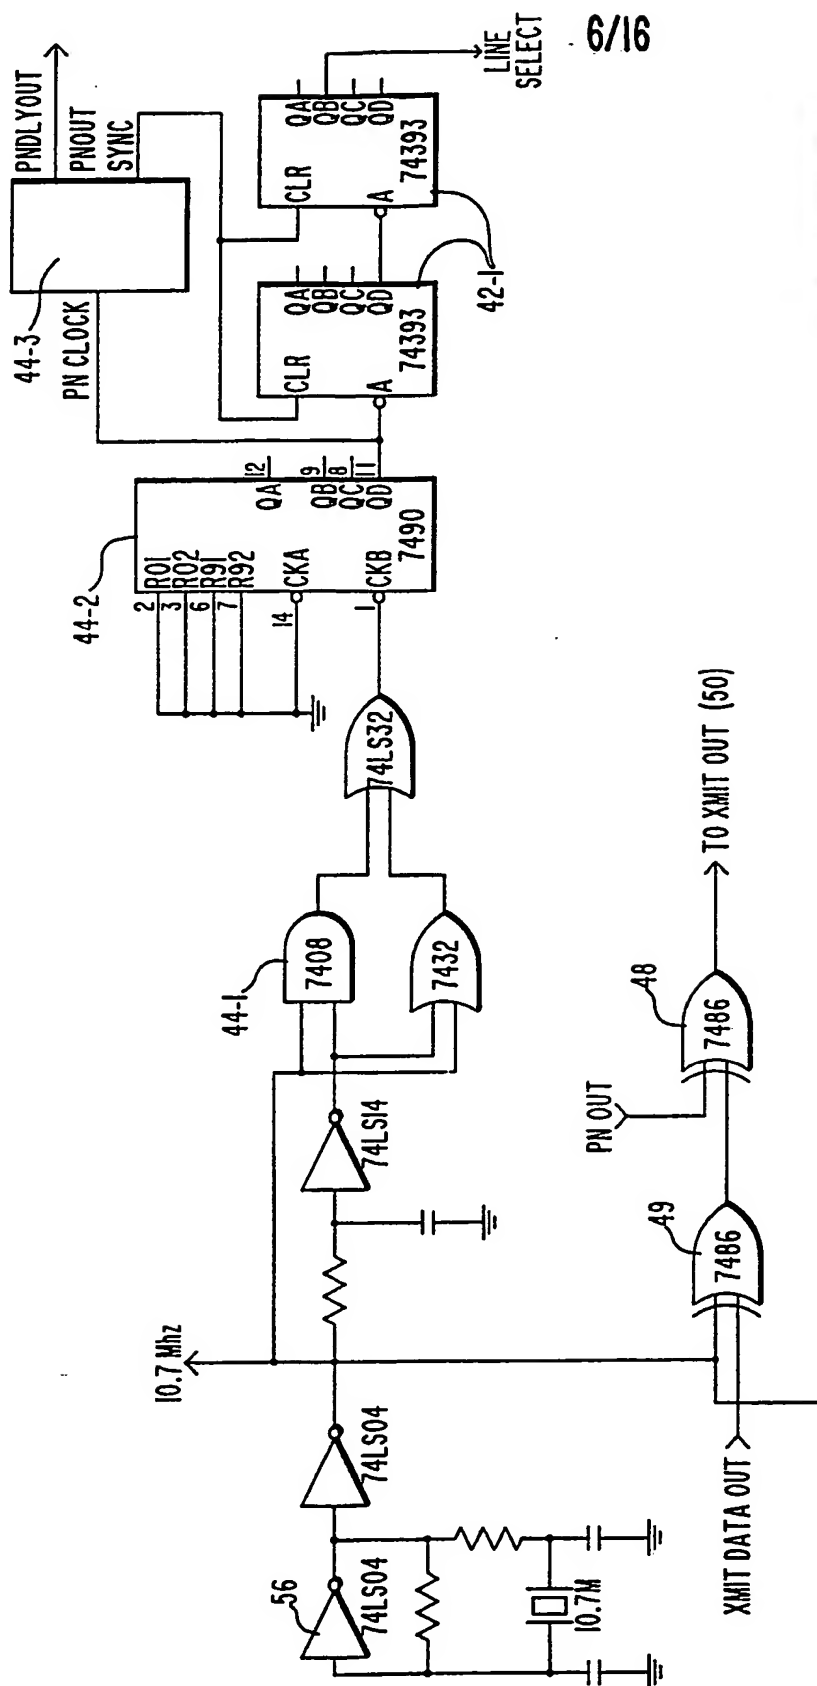 6/16
PNDLYOUT
PNOUT
SYNC
44-3
PN CLOCK
LINE
SELECT
QA
QB
QC
QD
CLR
A
74393
QA
QB
QC
QD
CLR
A
74393
42-1
44-2
2
R01
3
R02
6
R91
7
R92
14
CKA
1
CKB
12
QA
9
QB
8
QC
11
QD
7490
74LS32
44-1
7408
7432
74LS14
10.7 Mhz
74LS04
56
74LS04
10.7M
XMIT DATA OUT
49
7486
PN OUT
48
7486
TO XMIT OUT (50)